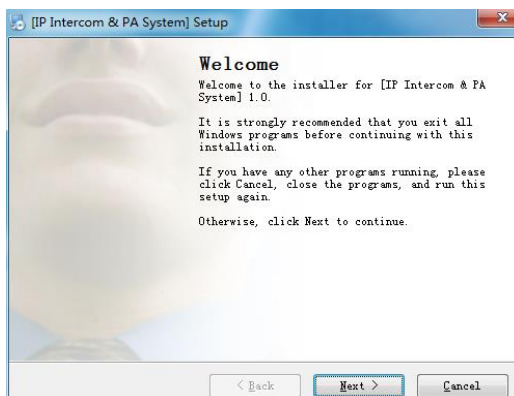 [IP Intercom & PA System] Setup
Welcome
Welcome to the installer for [IP Intercom & PA
System] 1.0.
It is strongly recommended that you exit all
Windows programs before continuing with this
installation.
If you have any other programs running, please
click Cancel, close the programs, and run this
setup again.
Otherwise, click Next to continue.
< Back Next > Cancel